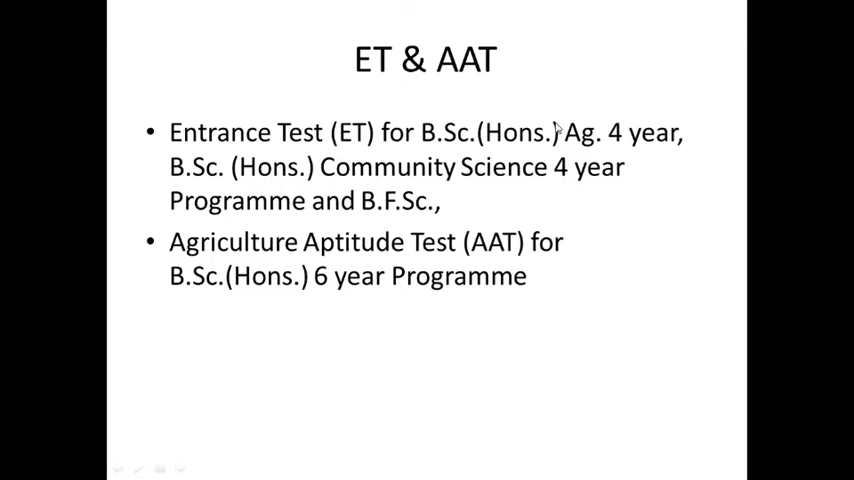 ET & AAT
• Entrance Test (ET) for B.Sc.(Hons.) Ag. 4 year,
B.Sc. (Hons.) Community Science 4 year
Programme and B.F.Sc.,
• Agriculture Aptitude Test (AAT) for
B.Sc.(Hons.) 6 year Programme